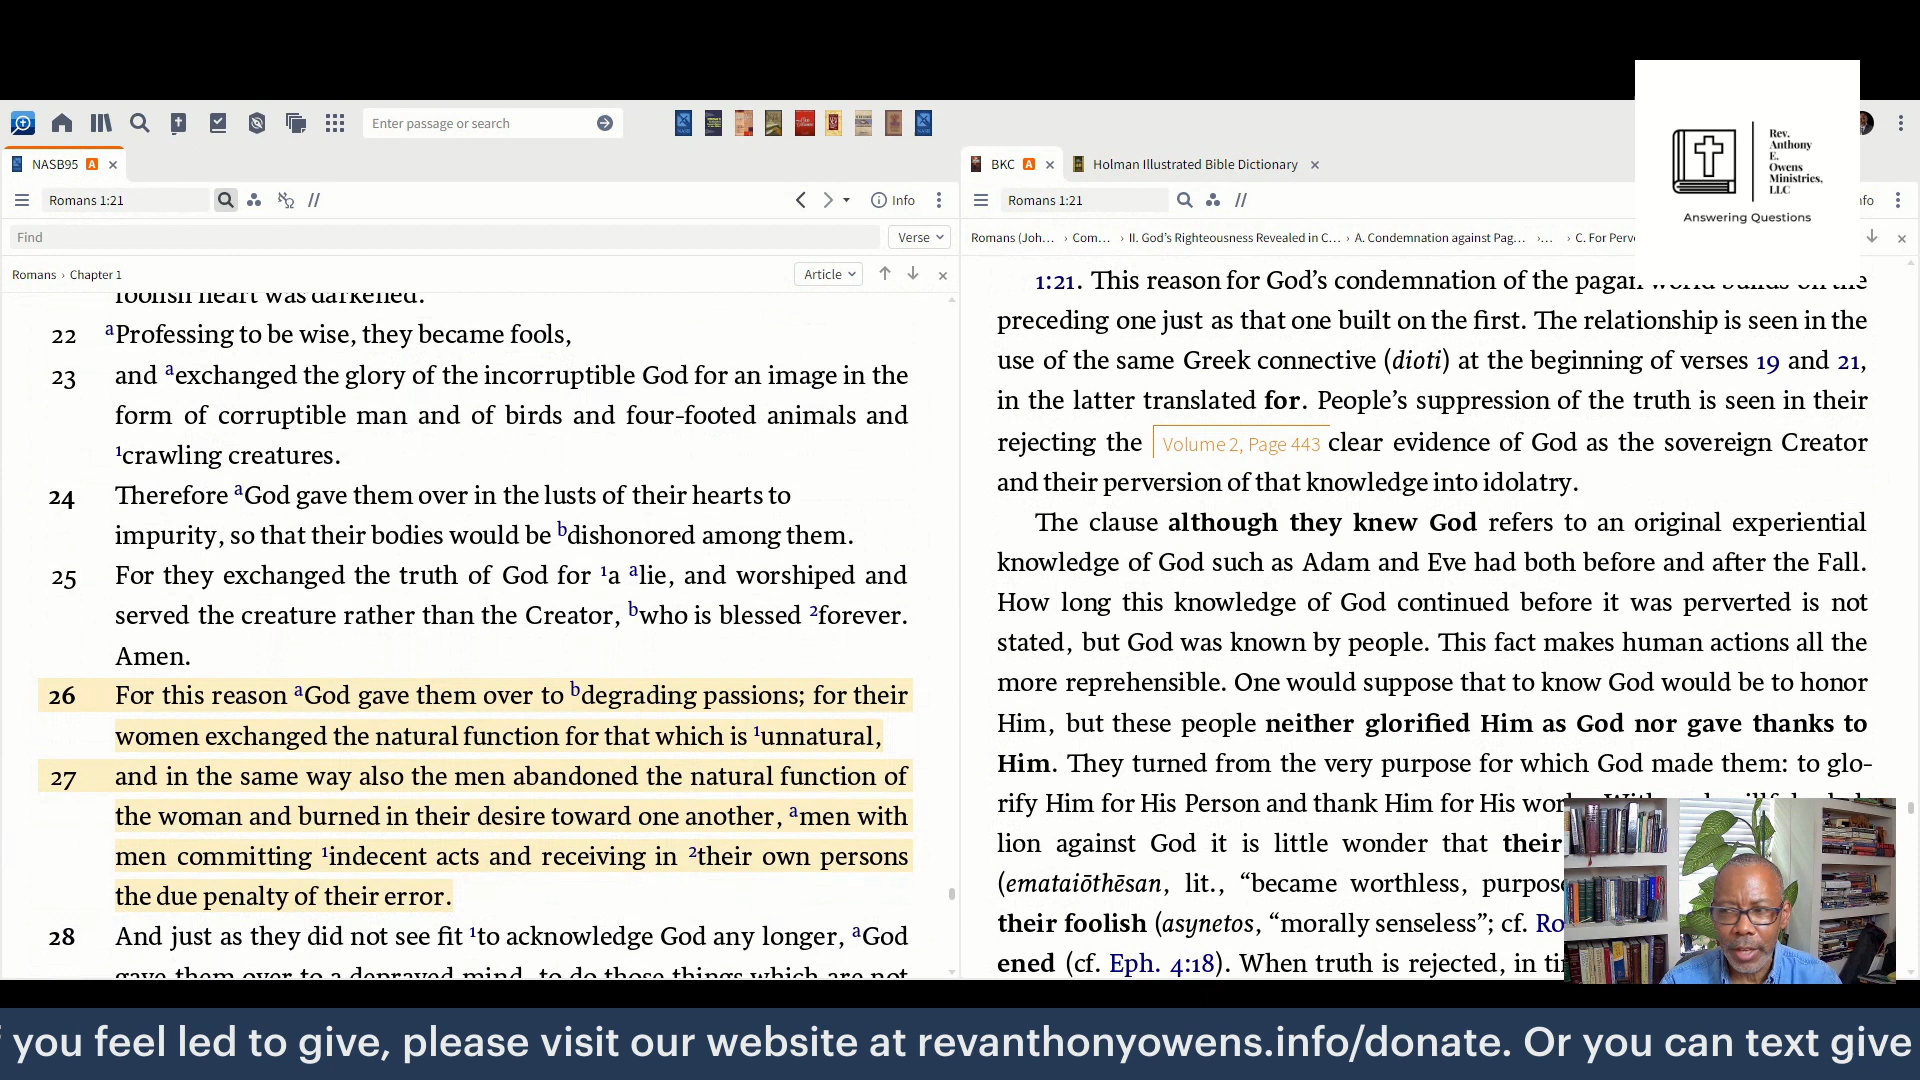 Enter passage or search
NASB95 A
Romans 1:21
Info
Find
Verse
Romans › Chapter 1
Article
foolish heart was darkened.
22 aProfessing to be wise, they became fools,
23 and aexchanged the glory of the incorruptible God for an image in the
form of corruptible man and of birds and four-footed animals and
1crawling creatures.
24 Therefore aGod gave them over in the lusts of their hearts to
impurity, so that their bodies would be bdishonored among them.
25 For they exchanged the truth of God for 1a alie, and worshiped and
served the creature rather than the Creator, bwho is blessed 2forever.
Amen.
26 For this reason aGod gave them over to bdegrading passions; for their
women exchanged the natural function for that which is 1unnatural,
27 and in the same way also the men abandoned the natural function of
the woman and burned in their desire toward one another, amen with
men committing 1indecent acts and receiving in 2their own persons
the due penalty of their error.
28 And just as they did not see fit 1to acknowledge God any longer, aGod
gave them over to a depraved mind, to do those things which are not
BKC A
Holman Illustrated Bible Dictionary
Romans 1:21
nfo
Romans (Joh... › Com... › II. God's Righteousness Revealed in C... › A. Condemnation against Pag... ›... › C. For Perv
1:21. This reason for God's condemnation of the pagan world builds on the
preceding one just as that one built on the first. The relationship is seen in the
use of the same Greek connective (dioti) at the beginning of verses 19 and 21,
in the latter translated for. People's suppression of the truth is seen in their
rejecting the Volume 2, Page 443 clear evidence of God as the sovereign Creator
and their perversion of that knowledge into idolatry.
The clause although they knew God refers to an original experiential
knowledge of God such as Adam and Eve had both before and after the Fall.
How long this knowledge of God continued before it was perverted is not
stated, but God was known by people. This fact makes human actions all the
more reprehensible. One would suppose that to know God would be to honor
Him, but these people neither glorified Him as God nor gave thanks to
Him. They turned from the very purpose for which God made them: to glo-
rify Him for His Person and thank Him for His
lion against God it is little wonder that their
(emataiōthēsan, lit., "became worthless, purpose
their foolish (asynetos, "morally senseless"; cf. Ro
ened (cf. Eph. 4:18). When truth is rejected, in ti
Rev.
Anthony
E.
Owens
Ministries,
LLC
Answering Questions
you feel led to give, please visit our website at revanthonyowens.info/donate. Or you can text give